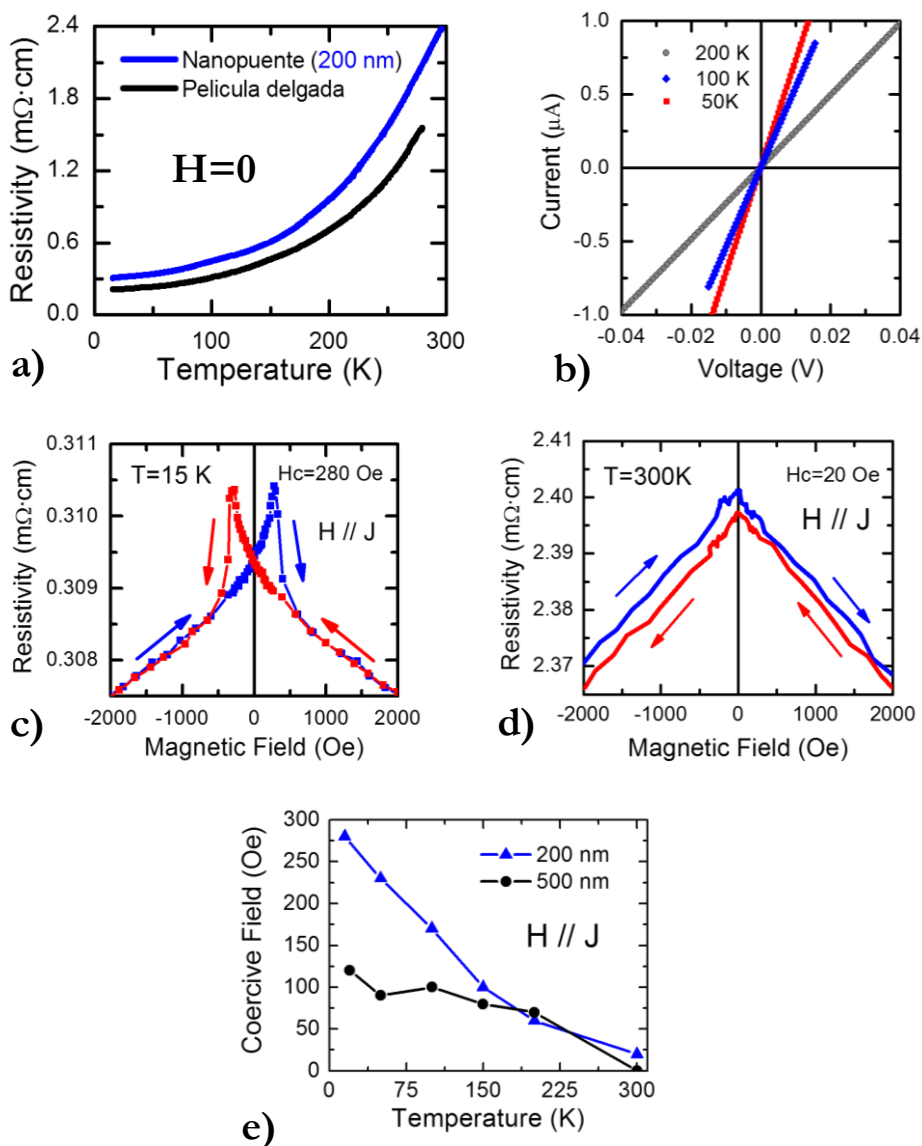 2.4
1.8
1.2
0.6
0.0
Resistivity (mΩ·cm)
Nanopuente (200 nm)
Pelicula delgada
H=0
0 100 200 300
Temperature (K)
a)
1.0
0.5
0.0
-0.5
-1.0
Current (μA)
200 K
100 K
50K
-0.04 -0.02 0.00 0.02 0.04
Voltage (V)
b)
0.311
0.310
0.309
0.308
Resistivity (mΩ·cm)
T=15 K
Hc=280 Oe
H // J
-2000 -1000 0 1000 2000
Magnetic Field (Oe)
c)
2.41
2.40
2.39
2.38
2.37
Resistivity (mΩ·cm)
T=300K
Hc=20 Oe
H // J
-2000 -1000 0 1000 2000
Magnetic Field (Oe)
d)
300
250
200
150
100
50
0
Coercive Field (Oe)
200 nm
500 nm
H // J
0 75 150 225 300
Temperature (K)
e)